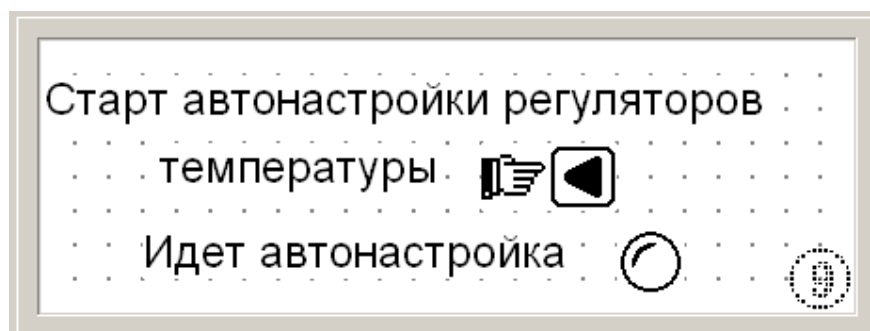 Старт автонастройки регуляторов
температуры
Идет автонастройка
9